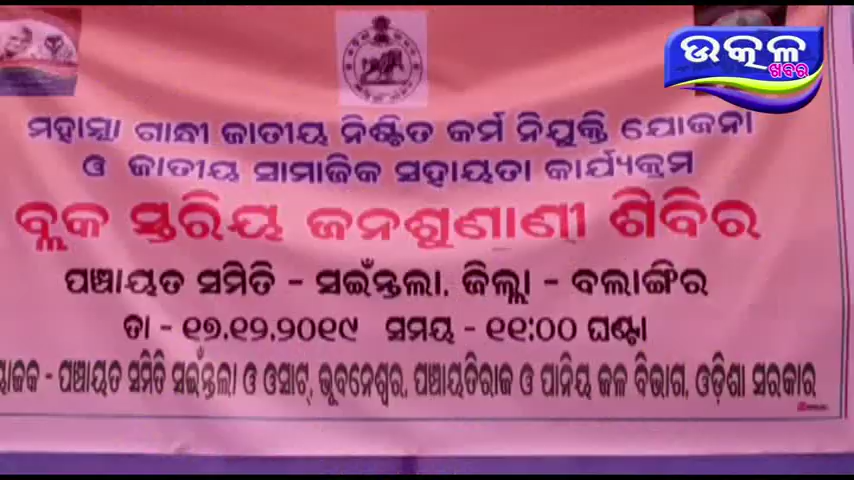 ଉତ୍କଳ
ଖବର
ମହାତ୍ମା ଗାନ୍ଧୀ ଜାତୀୟ ନିଶ୍ଚିତ କର୍ମ ନିଯୁକ୍ତି ଯୋଜନା
ଓ ଜାତୀୟ ସାମାଜିକ ସହାୟତା କାର୍ଯ୍ୟକ୍ରମ
ବ୍ଲକ ସ୍ତରିୟ ଜନଶୁଣାଣୀ ଶିବିର
ପଞ୍ଚାୟତ ସମିତି - ସଇଁନ୍ତଲା, ଜିଲ୍ଲା - ବଲାଙ୍ଗିର
ତା - ୧୭.୧୨.୨୦୧୯ ସମୟ - ୧୧:୦୦ ଘଣ୍ଟା
- ପଞ୍ଚାୟତ ସମିତି ସଇଁନ୍ତଲା ଓ ଓସାଟ୍, ଭୁବନେଶ୍ୱର, ପଞ୍ଚାୟତିରାଜ ଓ ପାନିୟ ଜଳ ବିଭାଗ, ଓଡ଼ିଶା ସରକାର